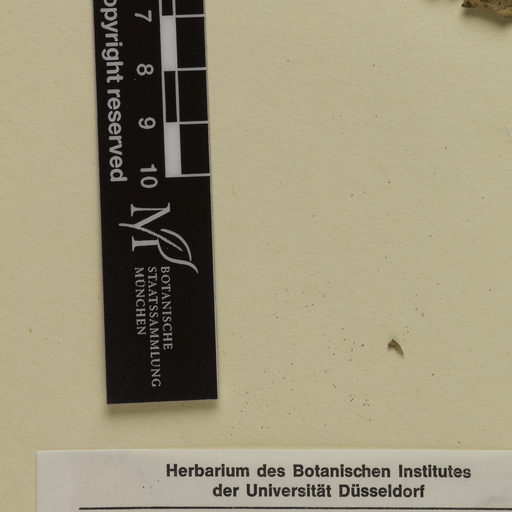 opyright reserved
7
8
9
10
M
BOTANISCHE
STAATSSAMMLUNG
MÜNCHEN
Herbarium des Botanischen Institutes
der Universität Düsseldorf